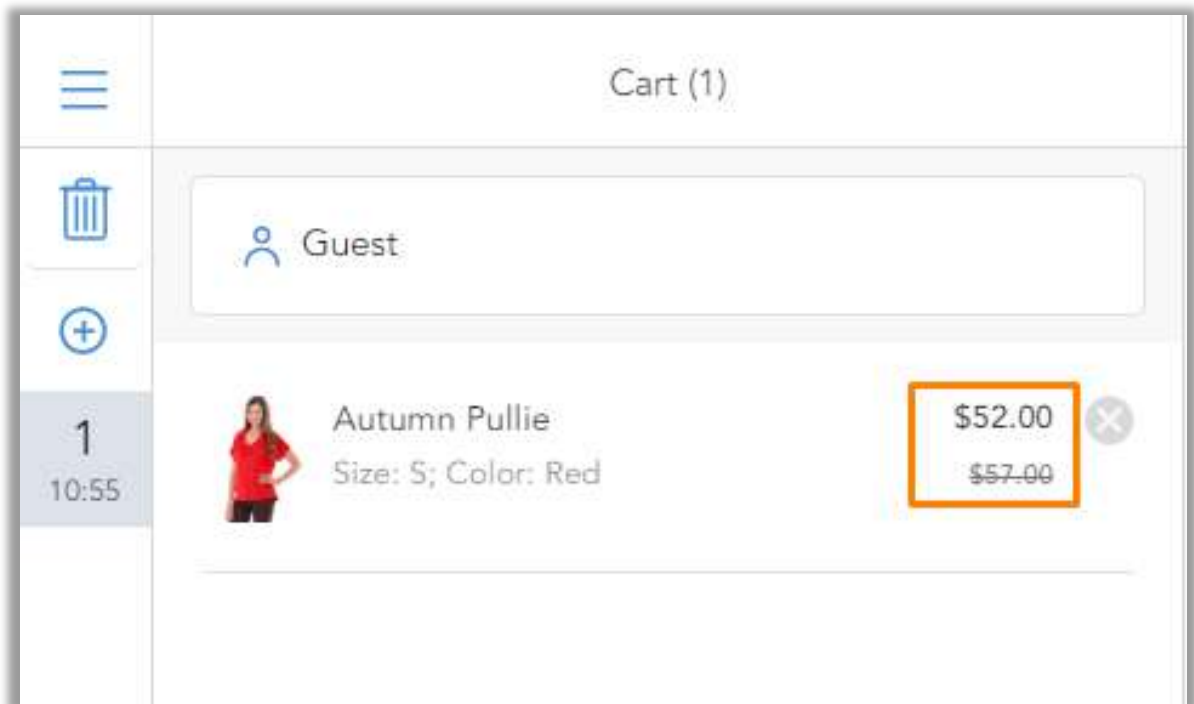 Cart (1)
Guest
1
10:55
Autumn Pullie
$52.00
Size: S; Color: Red
$57.00